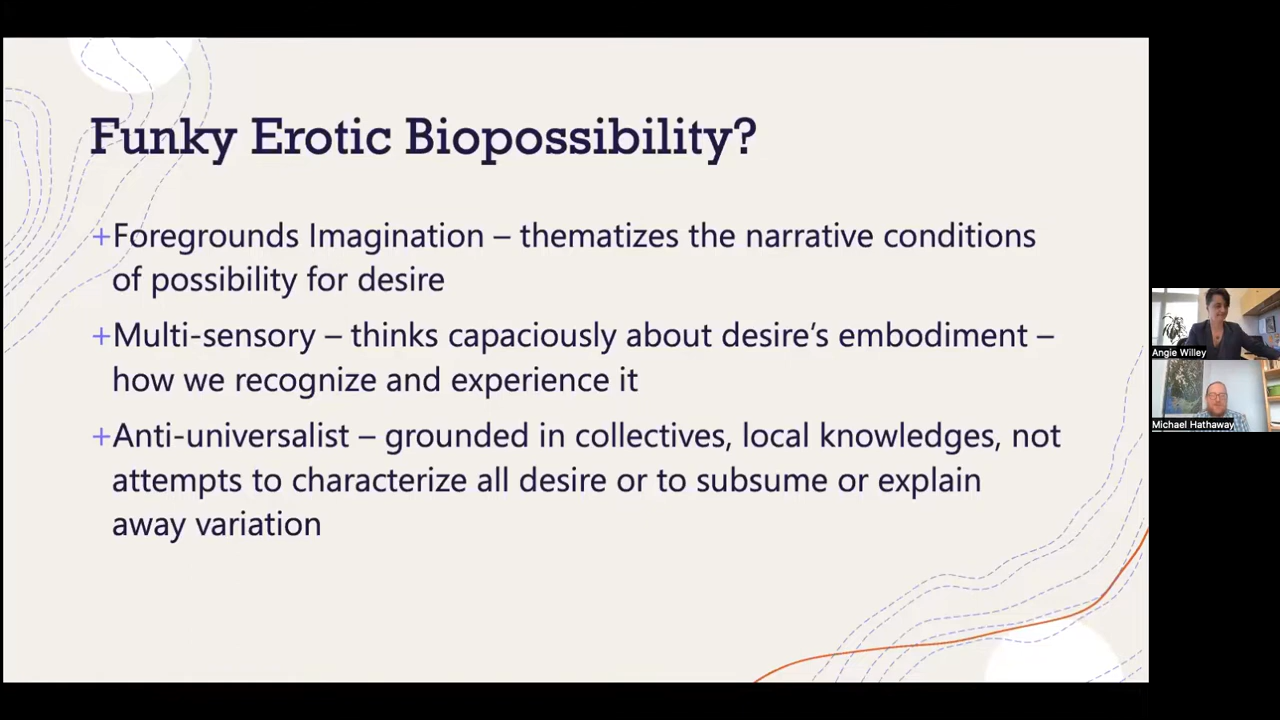 Funky Erotic Biopossibility?
+Foregrounds Imagination – thematizes the narrative conditions
of possibility for desire
+Multi-sensory – thinks capaciously about desire’s embodiment –
how we recognize and experience it
+Anti-universalist – grounded in collectives, local knowledges, not
attempts to characterize all desire or to subsume or explain
away variation
Angie Willey
Michael Hathaway